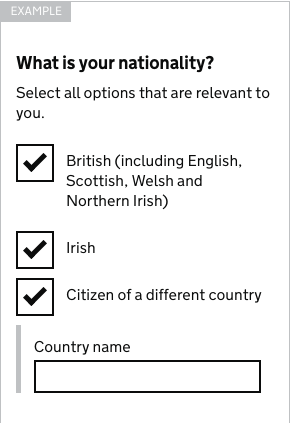 EXAMPLE
What is your nationality?
Select all options that are relevant to
you.
British (including English,
Scottish, Welsh and
Northern Irish)
Irish
Citizen of a different country
Country name